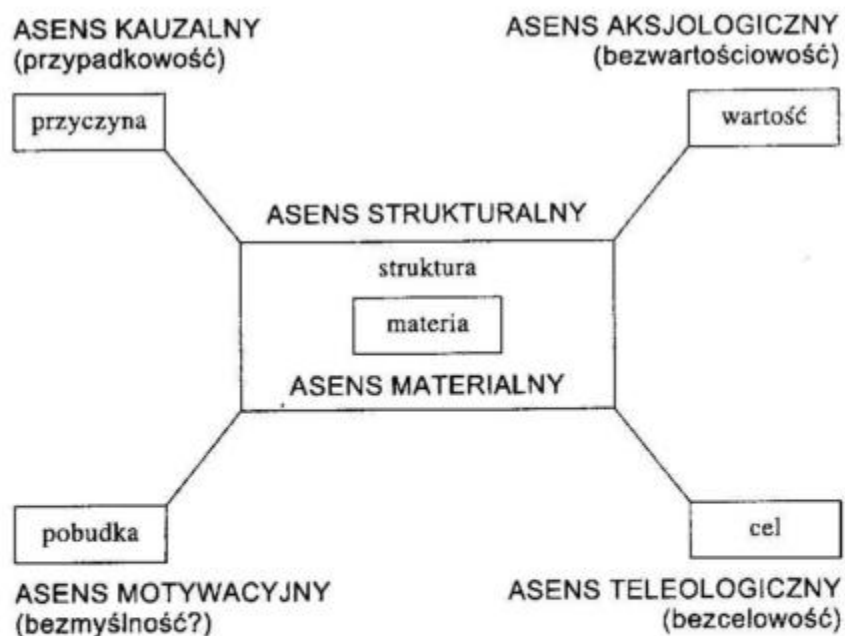 ASENS KAUZALNY
(przypadkowość)
ASENS AKSJOLOGICZNY
(bezwartościowość)
przyczyna
wartość
ASENS STRUKTURALNY
struktura
materia
ASENS MATERIALNY
pobudka
cel
ASENS MOTYWACYJNY
(bezmyślność?)
ASENS TELEOLOGICZNY
(bezcelowość)